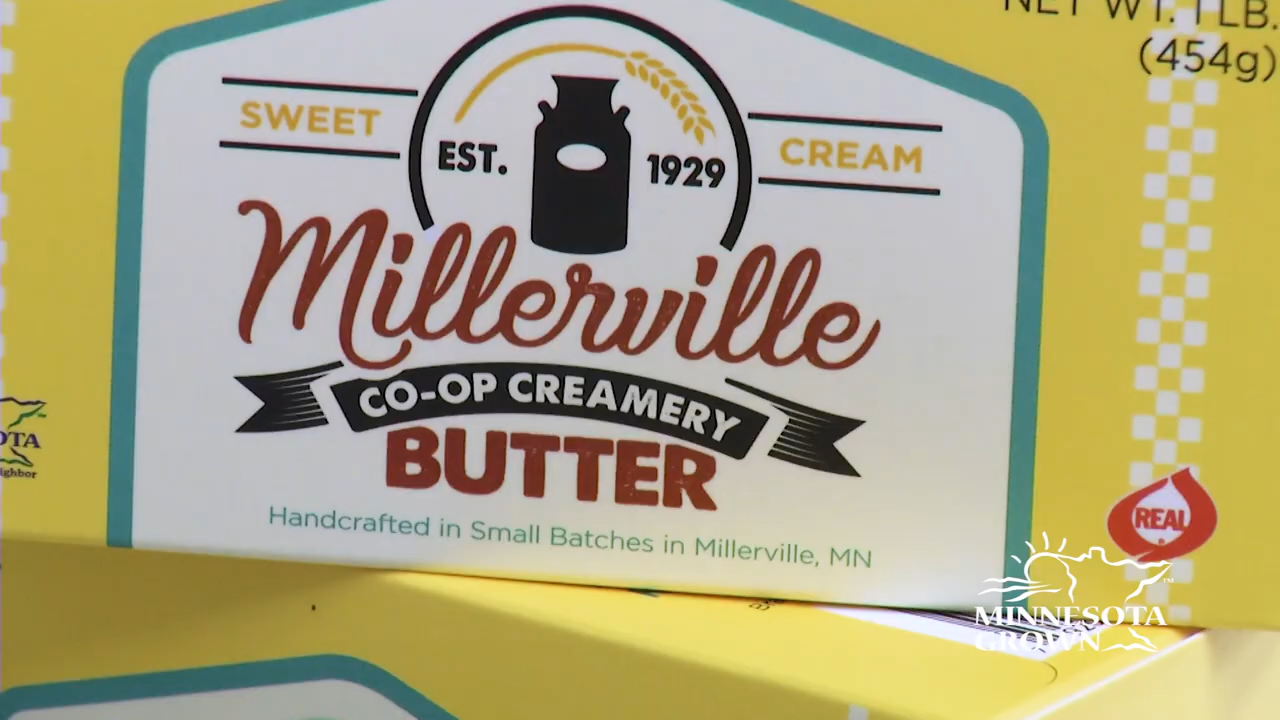 NET WT. 1 LB.
(454g)
SWEET
CREAM
EST.
1929
Millerville
CO-OP CREAMERY
BUTTER
Handcrafted in Small Batches in Millerville, MN
REAL
MINNESOTA
GROWN